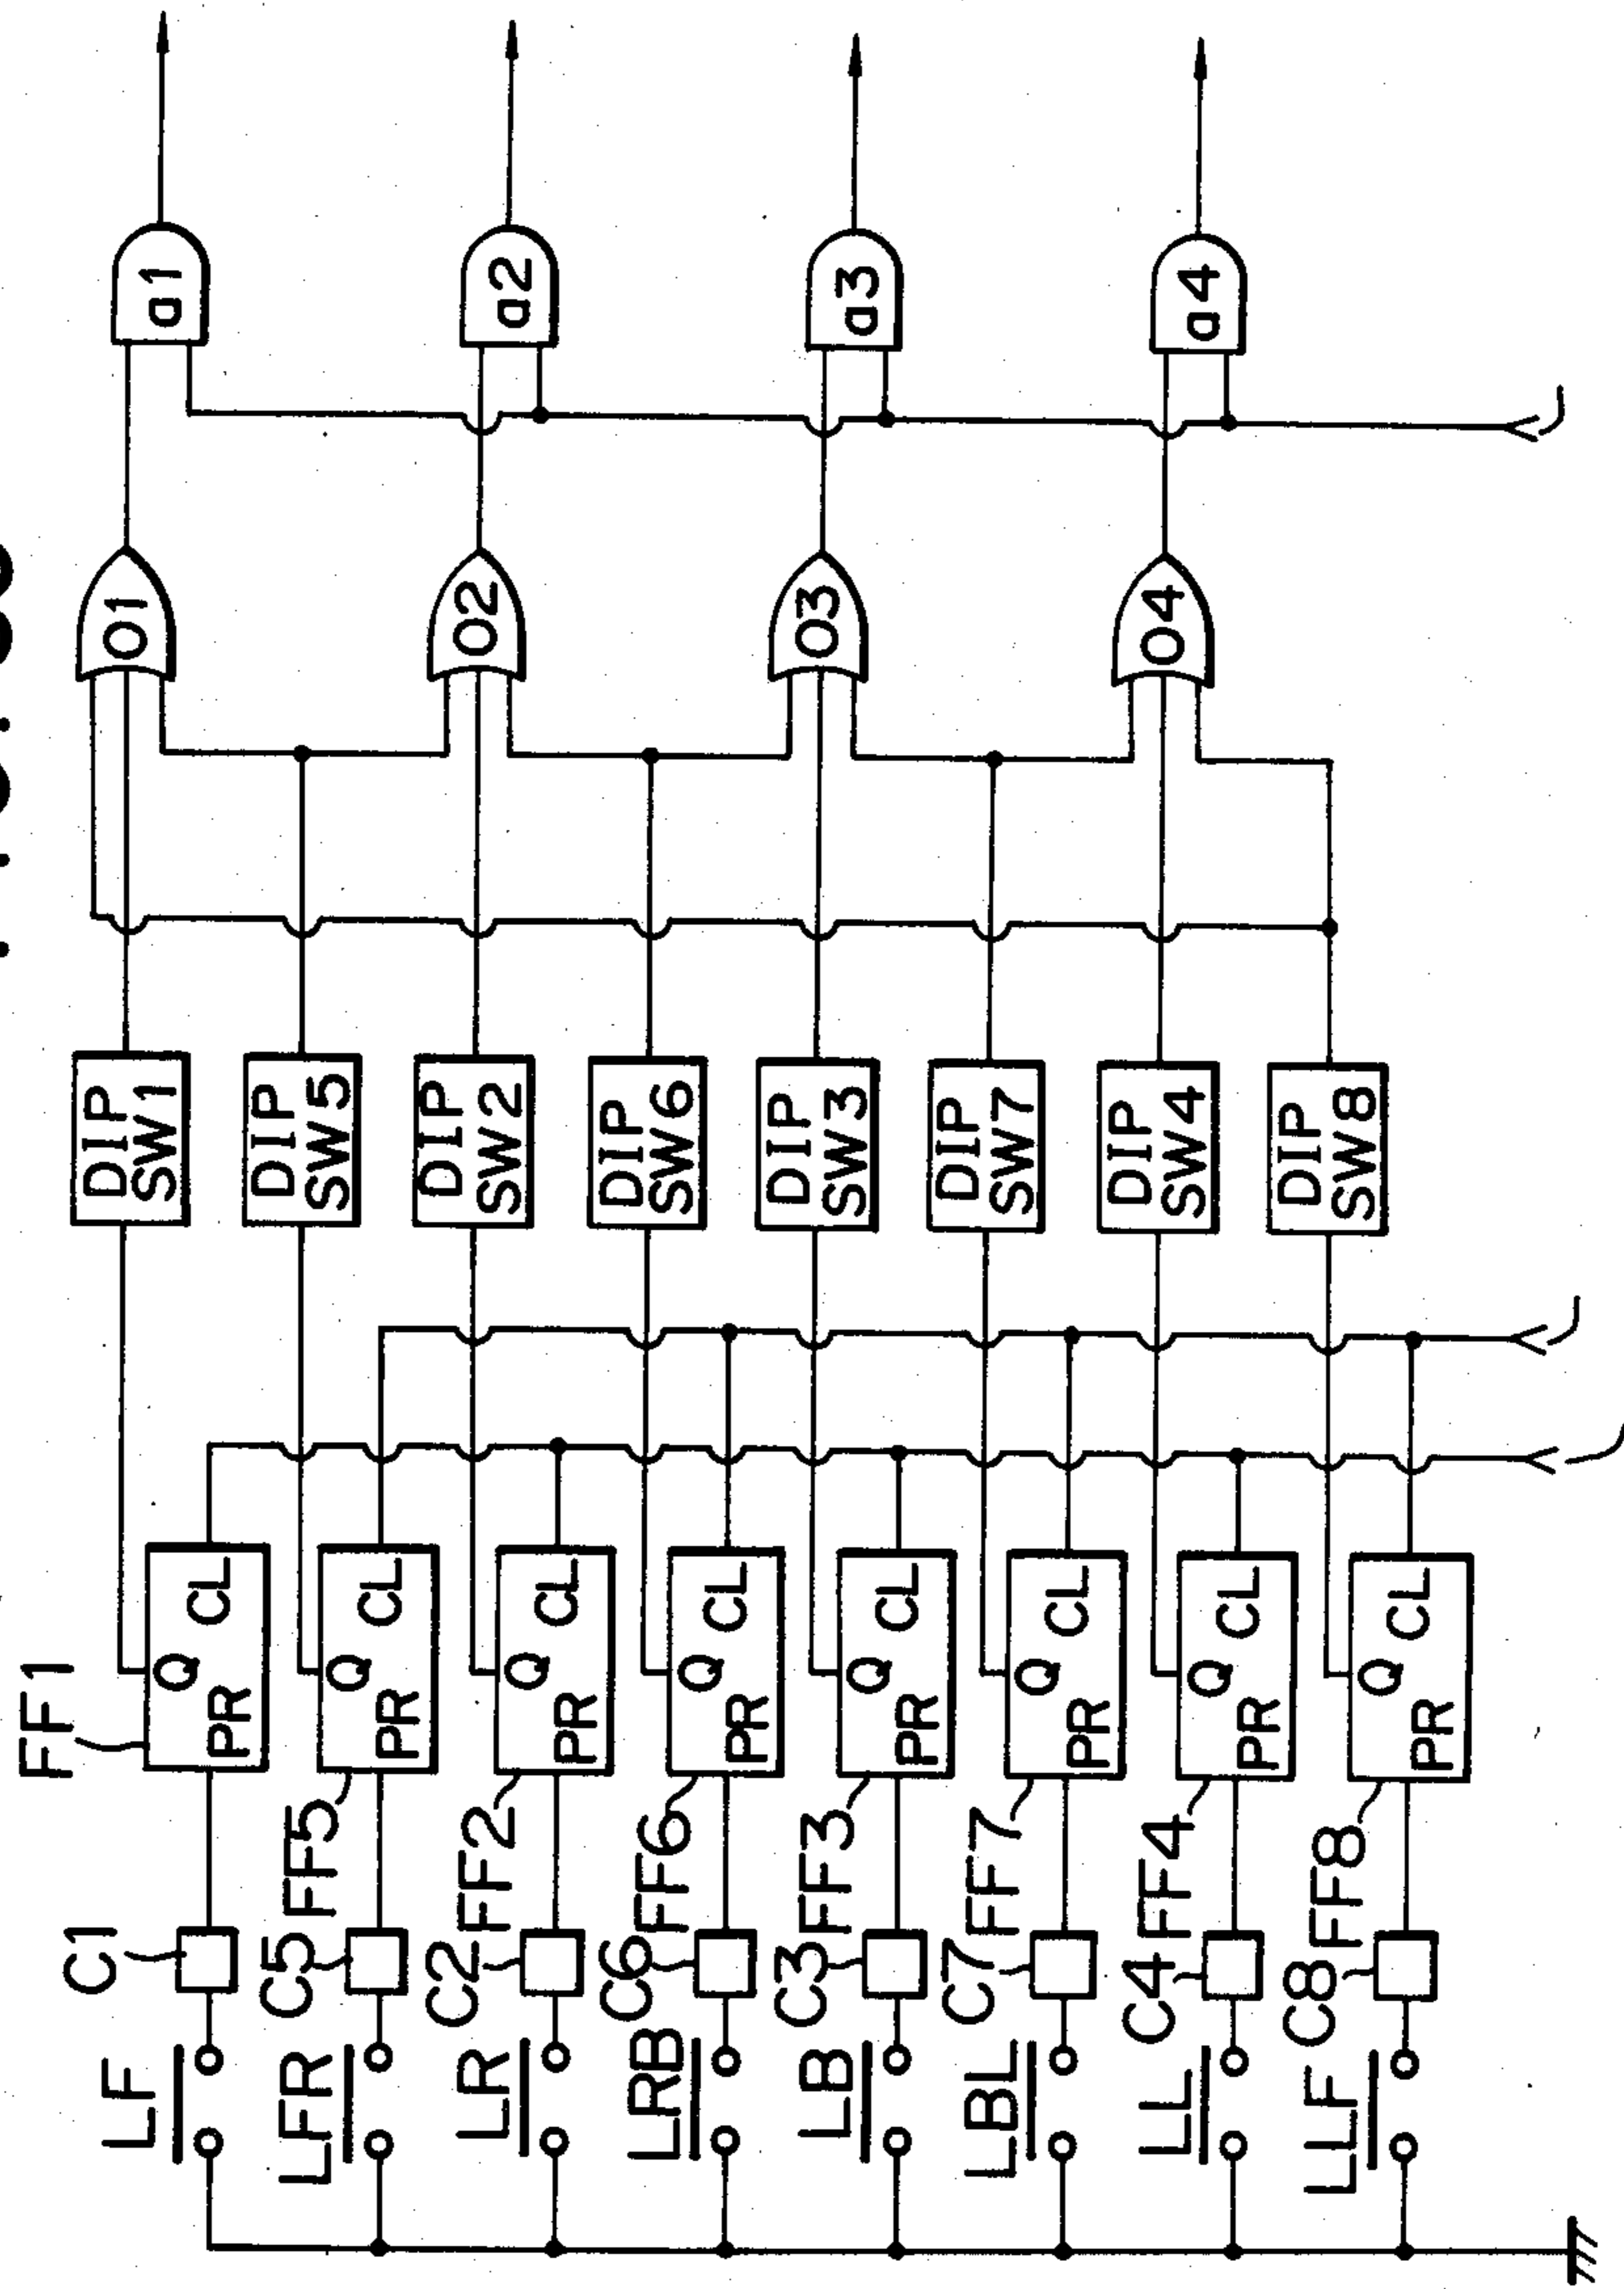 LF
C1
FF1
PR
Q
CL
DIP
SW1
O1
a1
LFR
C5
FF5
PR
Q
CL
DIP
SW5
LR
C2
FF2
PR
Q
CL
DIP
SW2
O2
a2
LRB
C6
FF6
PR
Q
CL
DIP
SW6
LB
C3
FF3
PR
Q
CL
DIP
SW3
O3
a3
LBL
C7
FF7
PR
Q
CL
DIP
SW7
LL
C4
FF4
PR
Q
CL
DIP
SW4
O4
a4
LLF
C8
FF8
PR
Q
CL
DIP
SW8